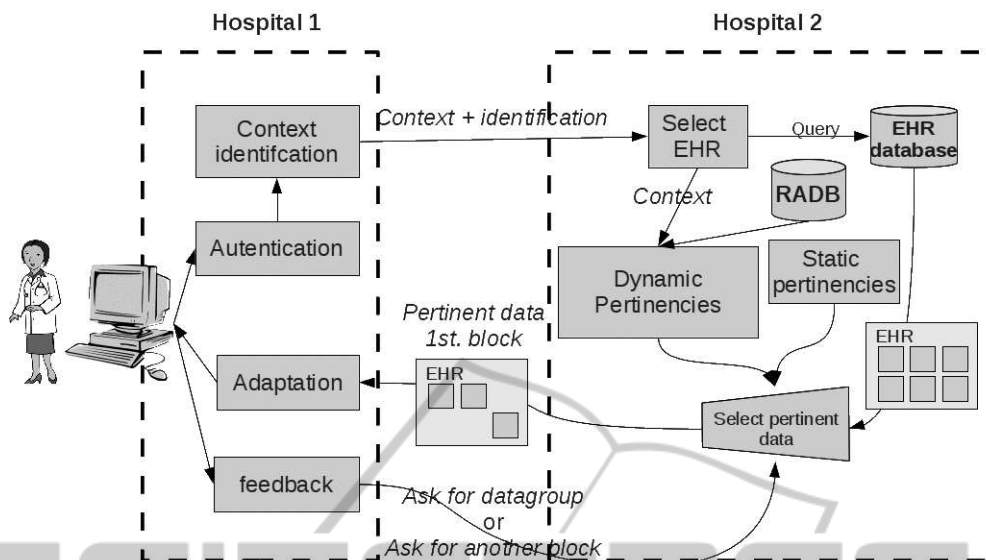 Hospital 1
Hospital 2
Context
identifcation
Context + identification
Select
EHR
Query
EHR
database
Context
RADB
Autentication
Dynamic
Pertinencies
Static
pertinencies
Pertinent data
1st. block
EHR
EHR
Adaptation
Select pertinent
data
feedback
Ask for datagroup
or
Ask for another block